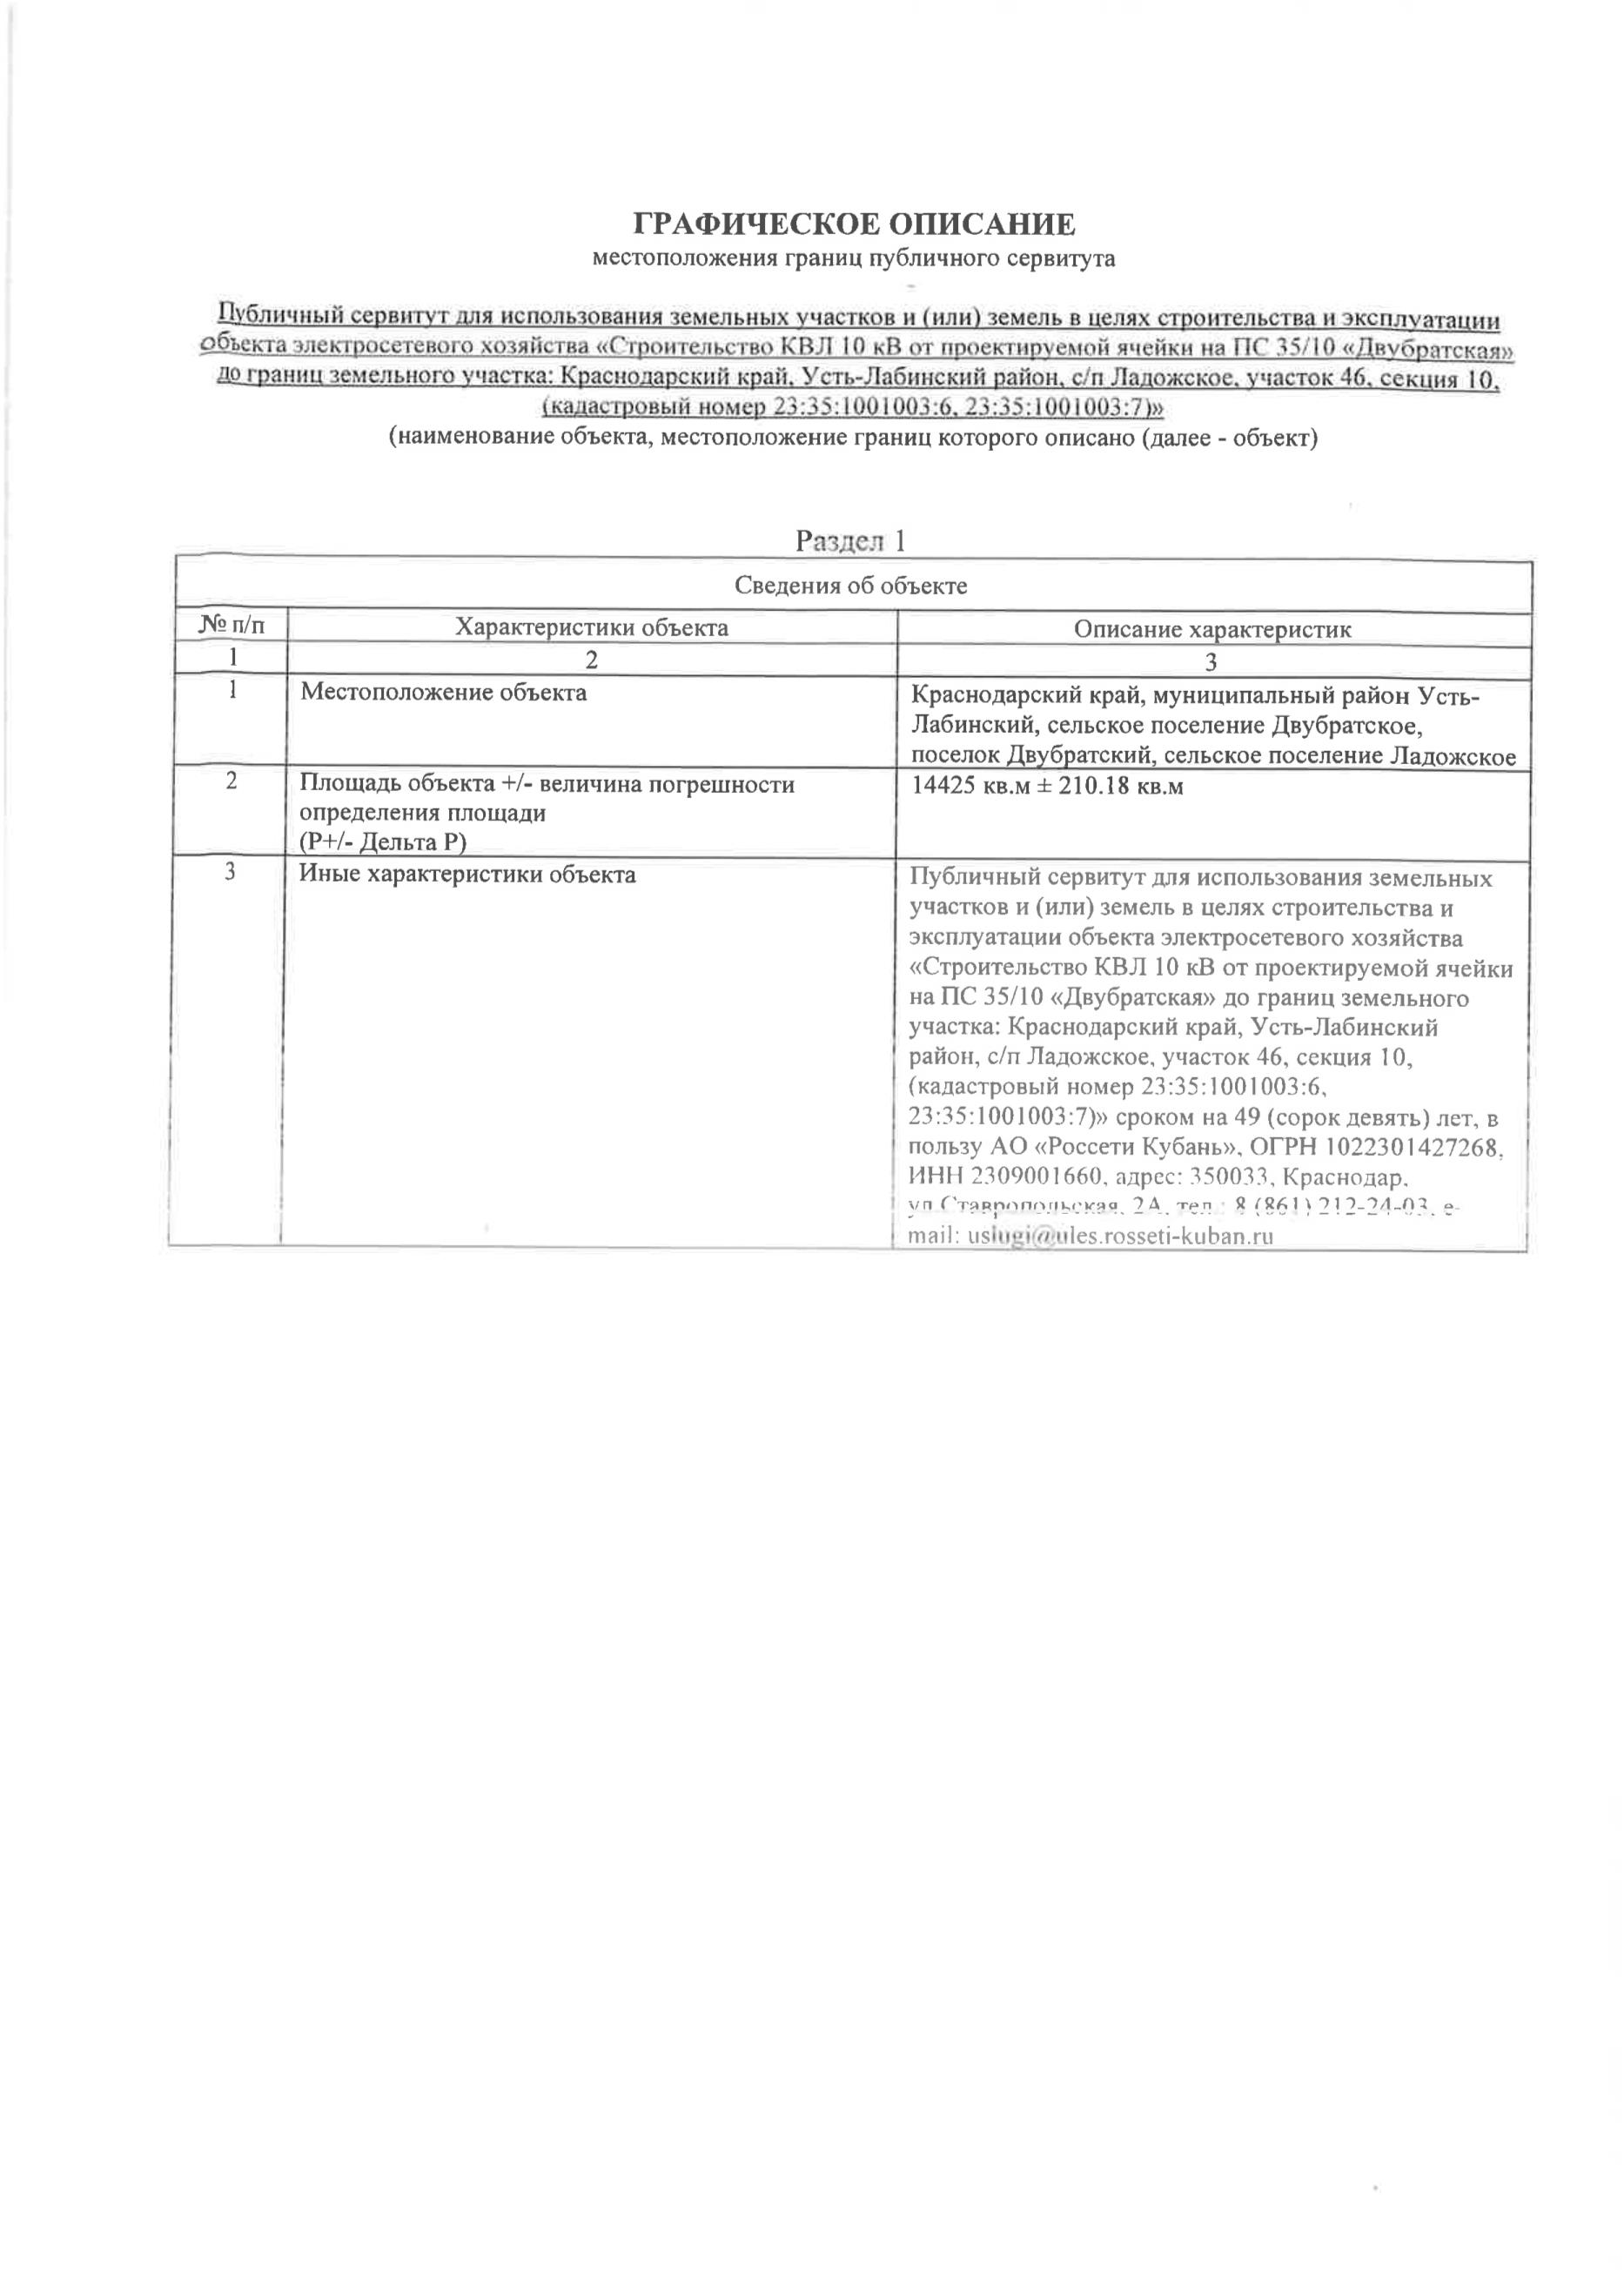 ГРАФИЧЕСКОЕ ОПИСАНИЕ
местоположения границ публичного сервитута
Публичный сервитут для использования земельных участков и (или) земель в целях строительства и эксплуатации
объекта электросетевого хозяйства «Строительство КВЛ 10 кВ от проектируемой ячейки на ПС 35/10 «Двубратская»
до границ земельного участка: Краснодарский край, Усть-Лабинский район, с/п Ладожское, участок 46, секция 10,
(кадастровый номер 23:35:1001003:6, 23:35:1001003:7)»
(наименование объекта, местоположение границ которого описано (далее - объект)
Раздел 1
Сведения об объекте
№ п/п Характеристики объекта Описание характеристик
1 2 3
1 Местоположение объекта Краснодарский край, муниципальный район Усть-
Лабинский, сельское поселение Двубратское,
поселок Двубратский, сельское поселение Ладожское
2 Площадь объекта +/- величина погрешности 14425 кв.м ± 210.18 кв.м
определения площади
(Р+/- Дельта Р)
3 Иные характеристики объекта Публичный сервитут для использования земельных
участков и (или) земель в целях строительства и
эксплуатации объекта электросетевого хозяйства
«Строительство КВЛ 10 кВ от проектируемой ячейки
на ПС 35/10 «Двубратская» до границ земельного
участка: Краснодарский край, Усть-Лабинский
район, с/п Ладожское, участок 46, секция 10,
(кадастровый номер 23:35:1001003:6,
23:35:1001003:7)» сроком на 49 (сорок девять) лет, в
пользу АО «Россети Кубань», ОГРН 1022301427268,
ИНН 2309001660, адрес: 350033, Краснодар,
ул.Ставропольская, 2А, тел.: 8 (861) 212-24-03, e-
mail: uslugi@ules.rosseti-kuban.ru